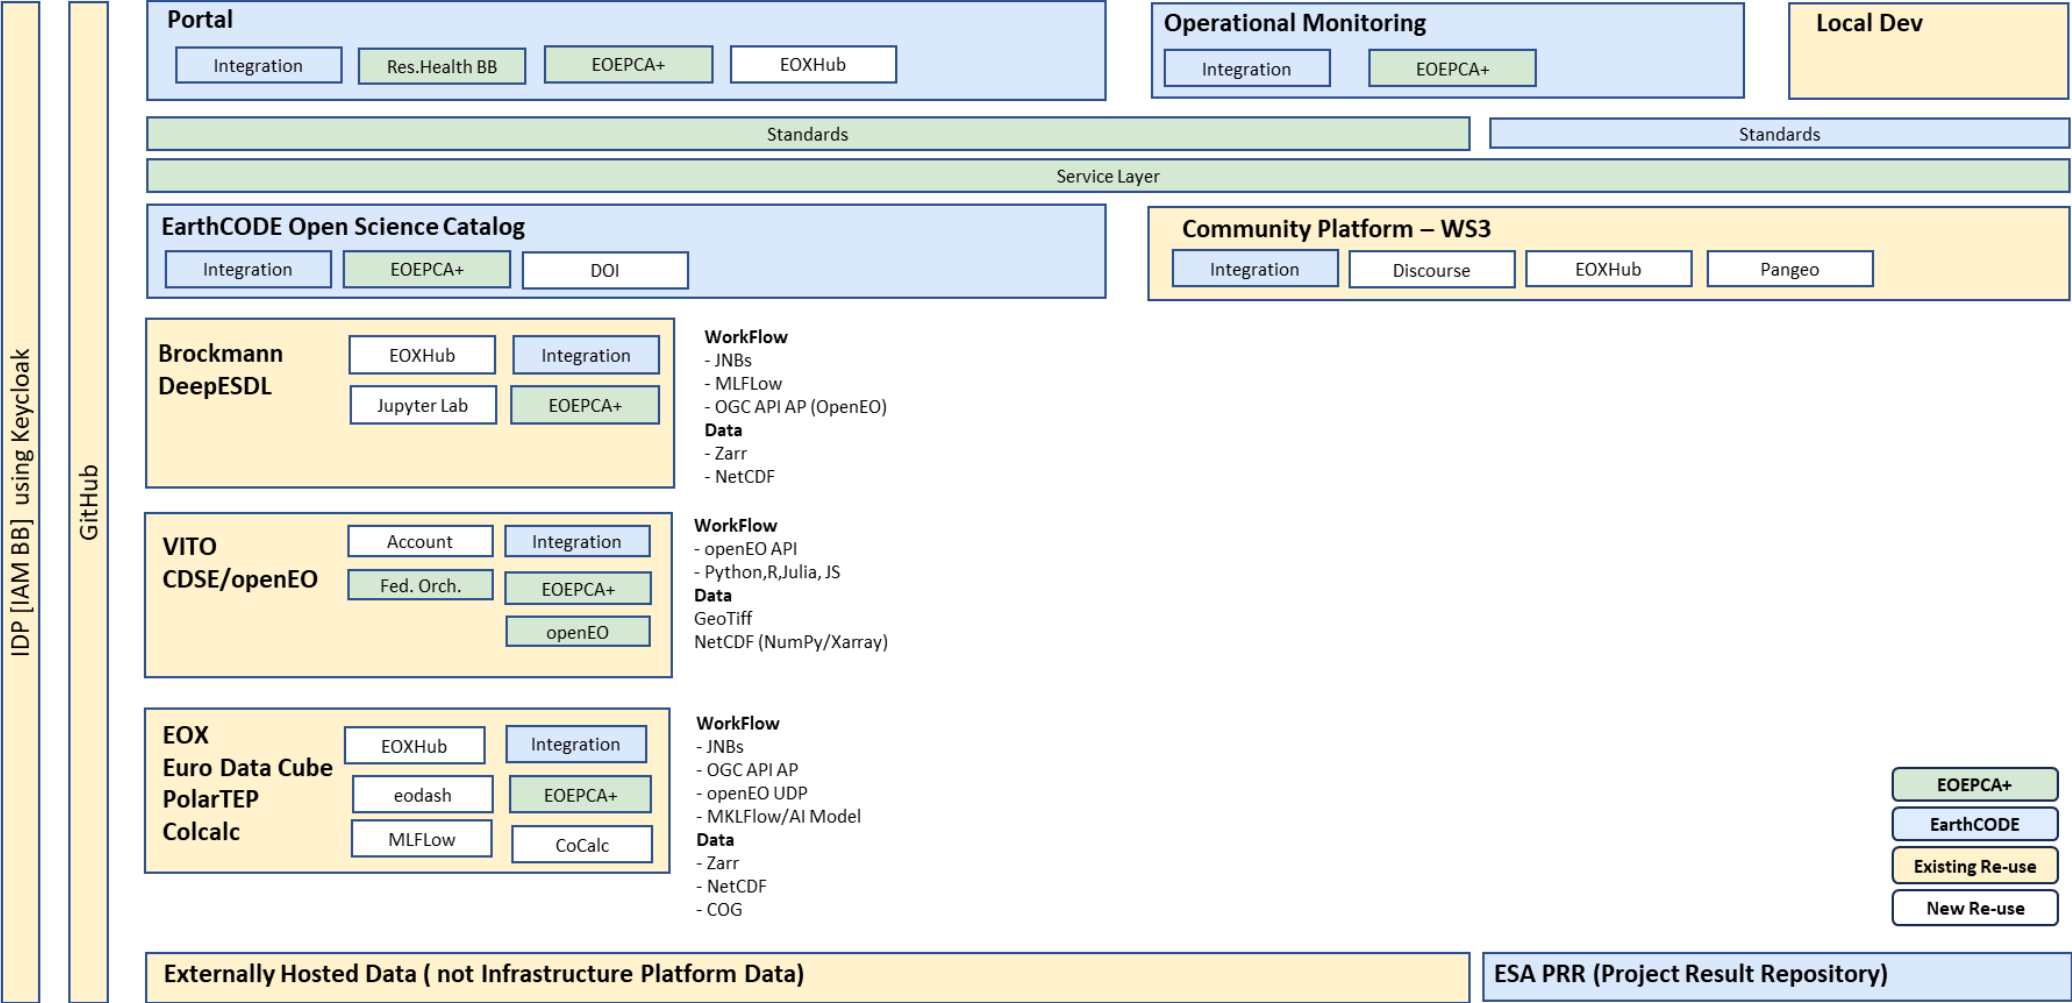 IDP [IAM BB]  using Keycloak
GitHub
Portal
Integration
Res.Health BB
EOEPCA+
EOXHub
Operational Monitoring
Integration
EOEPCA+
Local Dev
Standards
Standards
Service Layer
EarthCODE Open Science Catalog
Integration
EOEPCA+
DOI
Community Platform – WS3
Integration
Discourse
EOXHub
Pangeo
Brockmann
DeepESDL
EOXHub
Integration
Jupyter Lab
EOEPCA+
WorkFlow
- JNBs
- MLFLow
- OGC API AP (OpenEO)
Data
- Zarr
- NetCDF
VITO
CDSE/openEO
Account
Integration
Fed. Orch.
EOEPCA+
openEO
WorkFlow
- openEO API
- Python,R,Julia, JS
Data
GeoTiff
NetCDF (NumPy/Xarray)
EOX
Euro Data Cube
PolarTEP
Colcalc
EOXHub
Integration
eodash
EOEPCA+
MLFLow
CoCalc
WorkFlow
- JNBs
- OGC API AP
- openEO UDP
- MKLFlow/AI Model
Data
- Zarr
- NetCDF
- COG
EOEPCA+
EarthCODE
Existing Re-use
New Re-use
Externally Hosted Data ( not Infrastructure Platform Data)
ESA PRR (Project Result Repository)